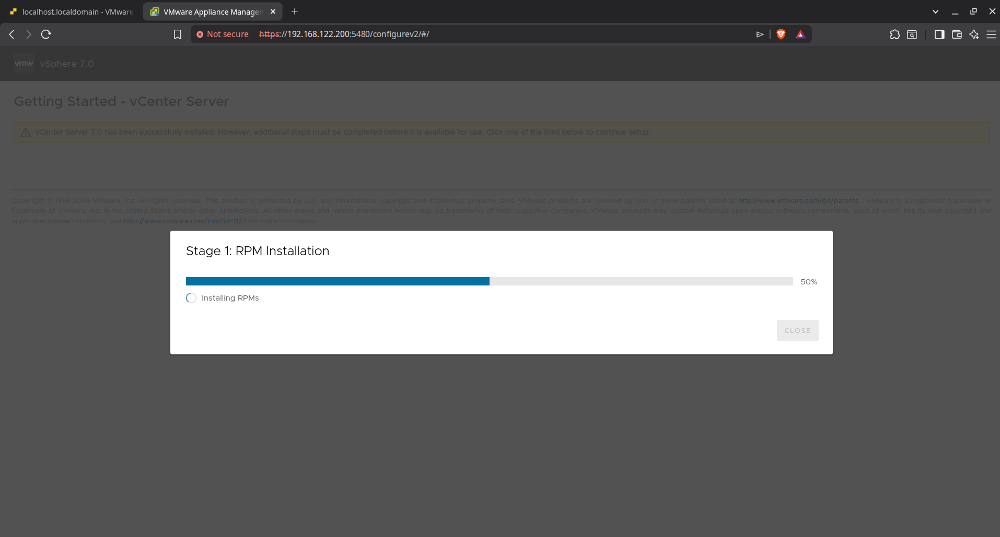 localhost.localdomain - VMware
VMware Appliance Manager
Not secure https://192.168.122.200:5480/configurev2/#/
vmw vSphere 7.0
Getting Started - vCenter Server
vCenter Server 7.0 has been successfully installed. However, additional steps must be completed before it is available for use. Click one of the links below to continue setup.
Copyright © 1998-2024 VMware, Inc. All rights reserved. This product is protected by U.S. and international copyright and intellectual property laws. VMware products are covered by one or more patents listed at http://www.vmware.com/go/patents . VMware is a registered trademark or
trademark of VMware, Inc. in the United States and/or other jurisdictions. All other marks and names mentioned herein may be trademarks of their respective companies. VMware products may contain individual open source software components, each of which has its own copyright and
applicable license conditions. See http://www.vmware.com/info?id=1127 for more information.
Stage 1: RPM Installation
50%
Installing RPMs
CLOSE